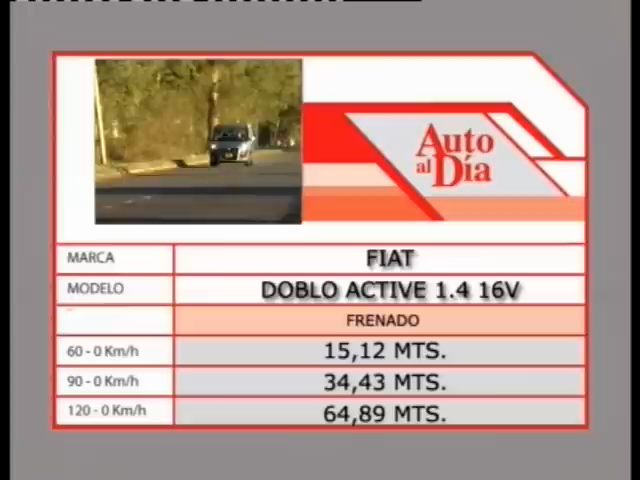 Auto
al Día
MARCA FIAT
MODELO DOBLO ACTIVE 1.4 16V
FRENADO
60 - 0 Km/h 15,12 MTS.
90 - 0 Km/h 34,43 MTS.
120 - 0 Km/h 64,89 MTS.